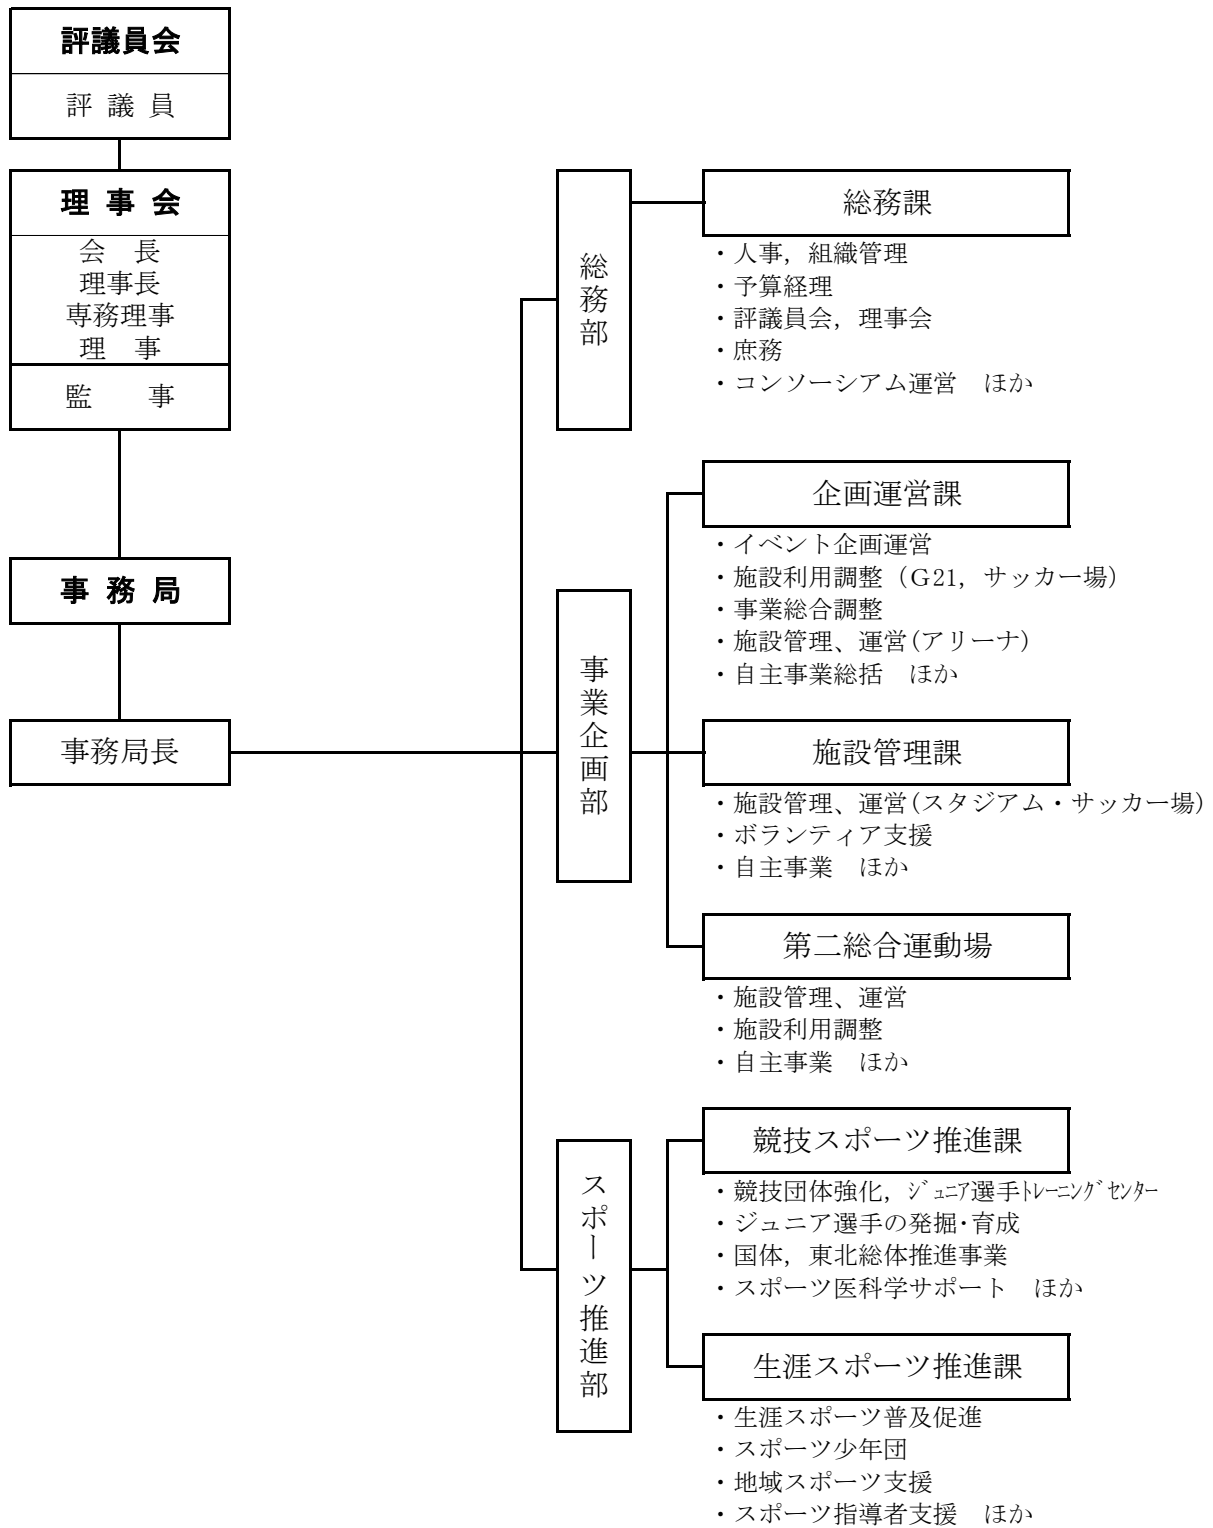 評議員会
評 議 員
理 事 会
会　長
理事長
専務理事
理　事
監　　事
事 務 局
事務局長
総務部
総務課
・人事，組織管理
・予算経理
・評議員会，理事会
・庶務
・コンソーシアム運営　ほか
事業企画部
企画運営課
・イベント企画運営
・施設利用調整（G21，サッカー場）
・事業総合調整
・施設管理、運営(アリーナ)
・自主事業総括　ほか
施設管理課
・施設管理、運営(スタジアム・サッカー場)
・ボランティア支援
・自主事業　ほか
第二総合運動場
・施設管理、運営
・施設利用調整
・自主事業　ほか
スポーツ推進部
競技スポーツ推進課
・競技団体強化，ｼﾞｭﾆｱ選手ﾄﾚｰﾆﾝｸﾞｾﾝﾀｰ
・ジュニア選手の発掘･育成
・国体，東北総体推進事業
・スポーツ医科学サポート　ほか
生涯スポーツ推進課
・生涯スポーツ普及促進
・スポーツ少年団
・地域スポーツ支援
・スポーツ指導者支援　ほか